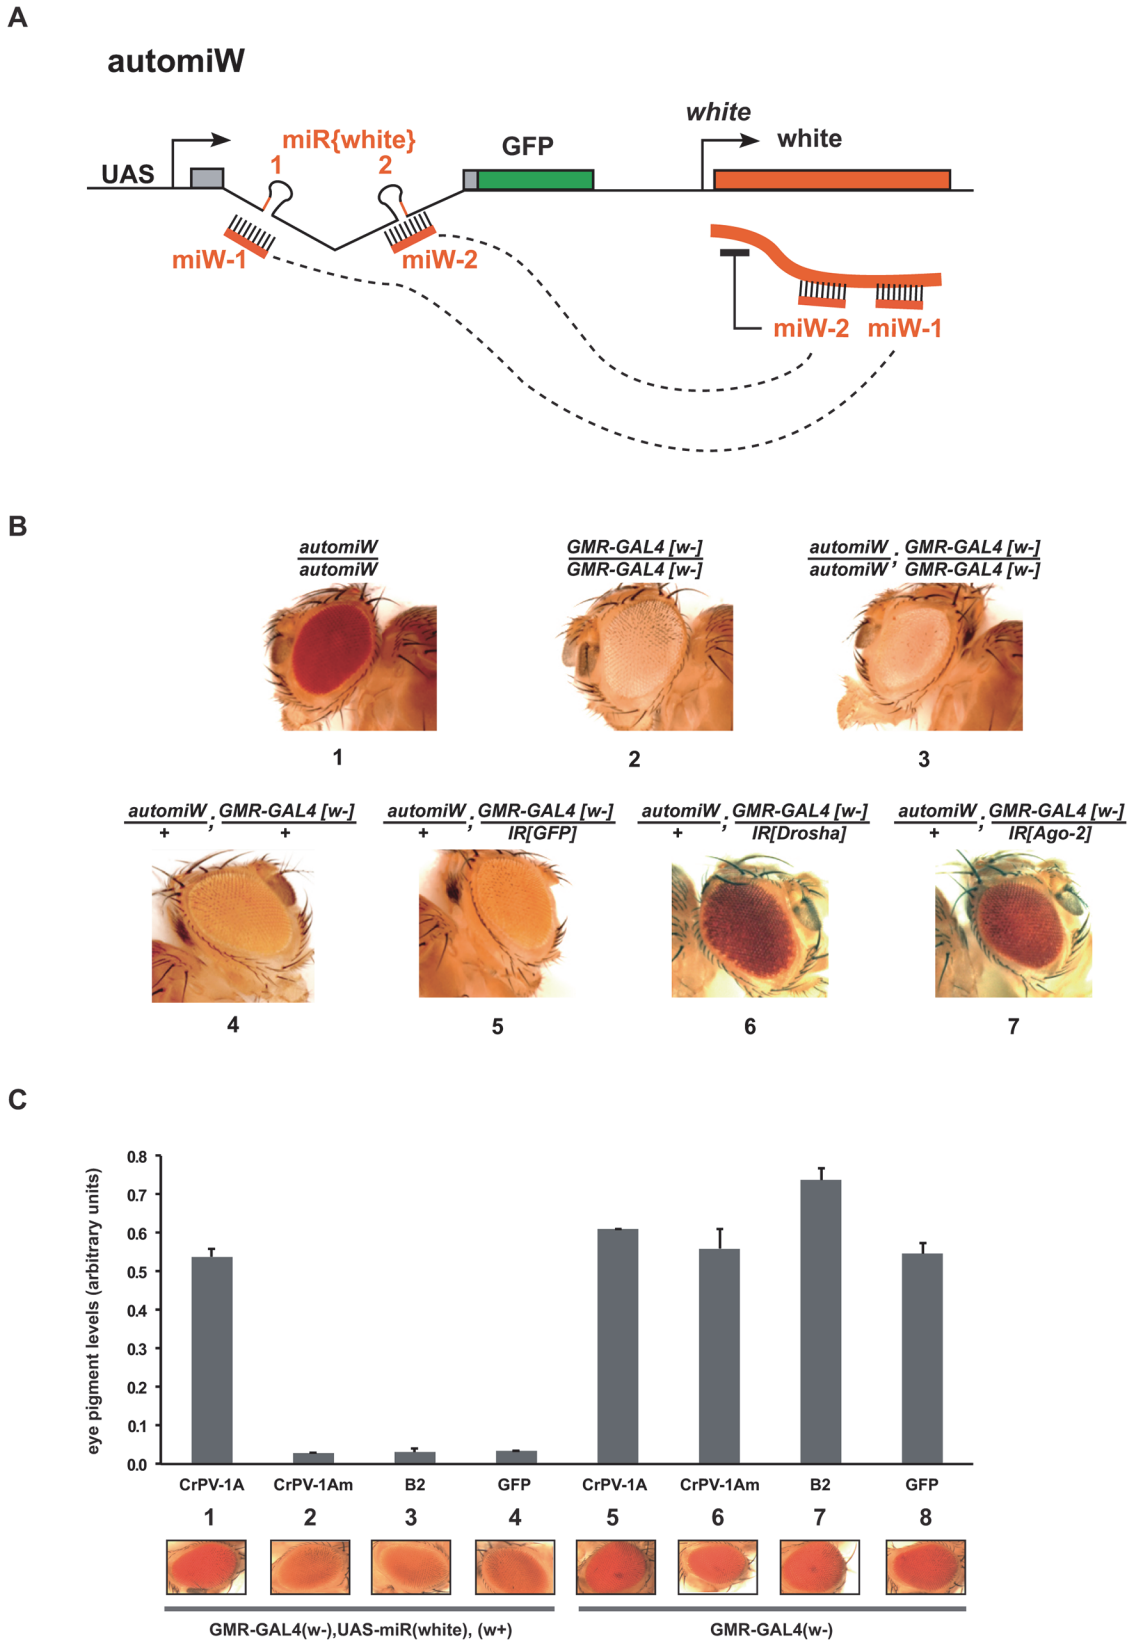 A
automiW
UAS
miR{white}
1
2
GFP
white
white
miW-1
miW-2
miW-2
miW-1
B
automiW
automiW
GMR-GAL4 [w-]
GMR-GAL4 [w-]
automiW ; GMR-GAL4 [w-]
automiW GMR-GAL4 [w-]
1
2
3
automiW ; GMR-GAL4 [w-]
+ +
automiW ; GMR-GAL4 [w-]
+ IR[GFP]
automiW ; GMR-GAL4 [w-]
+ IR[Drosha]
automiW ; GMR-GAL4 [w-]
+ IR[Ago-2]
4
5
6
7
C
eye pigment levels (arbitrary units)
0.8
0.7
0.6
0.5
0.4
0.3
0.2
0.1
0.0
CrPV-1A CrPV-1Am B2 GFP CrPV-1A CrPV-1Am B2 GFP
1 2 3 4 5 6 7 8
GMR-GAL4(w-),UAS-miR(white), (w+)
GMR-GAL4(w-)